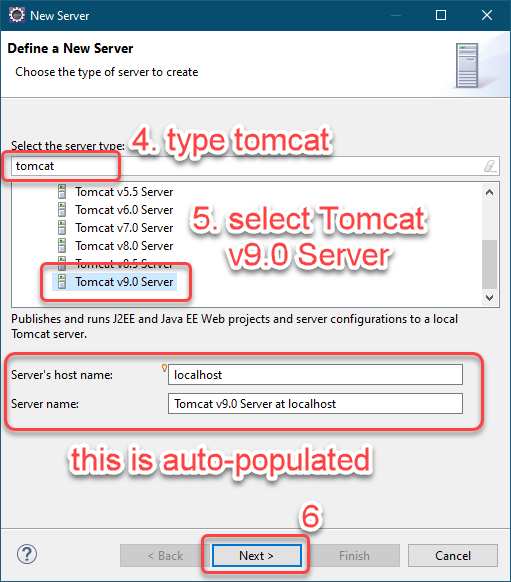 New Server
Define a New Server
Choose the type of server to create
4. type tomcat
Select the server type:
tomcat
Tomcat v5.5 Server
Tomcat v6.0 Server
Tomcat v7.0 Server
Tomcat v8.0 Server
Tomcat v8.5 Server
Tomcat v9.0 Server
5. select Tomcat
v9.0 Server
Publishes and runs J2EE and Java EE Web projects and server configurations to a local
Tomcat server.
Server's host name: localhost
Server name: Tomcat v9.0 Server at localhost
this is auto-populated
6
? < Back Next > Finish Cancel